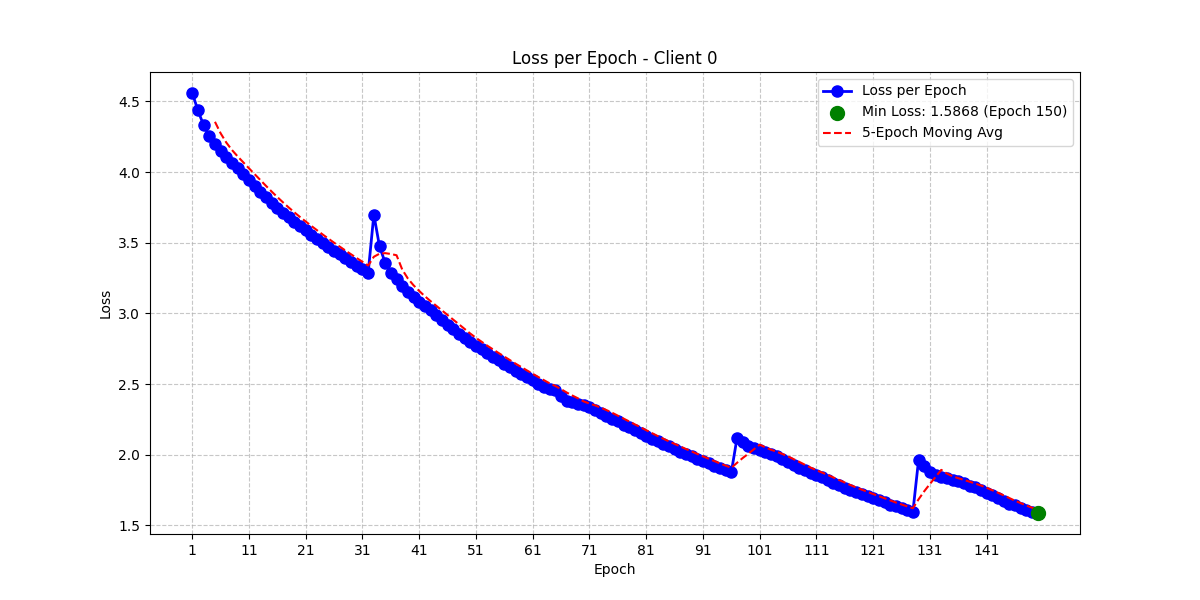 Loss per Epoch - Client 0
Loss per Epoch
Min Loss: 1.5868 (Epoch 150)
5-Epoch Moving Avg
Loss
4.5
4.0
3.5
3.0
2.5
2.0
1.5
1 11 21 31 41 51 61 71 81 91 101 111 121 131 141
Epoch